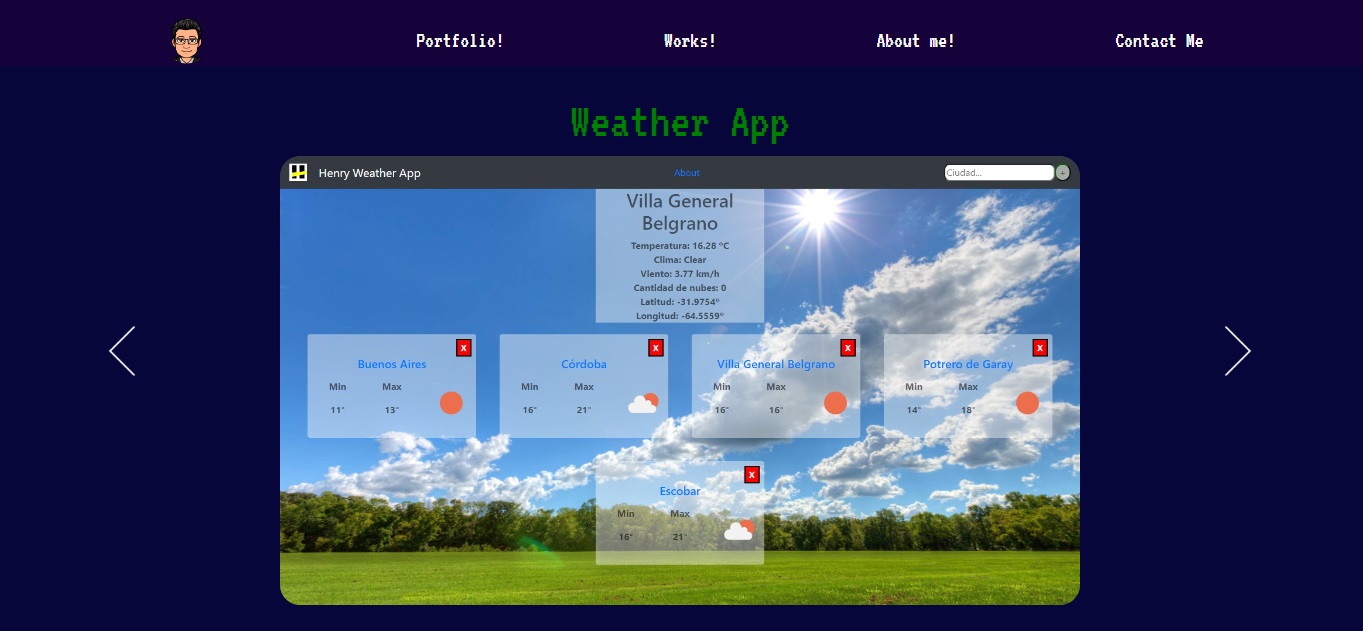 Portfolio!
Works!
About me!
Contact Me
Weather App
Henry Weather App
About
Ciudad...
+
Villa General
Belgrano
Temperatura: 16.28 ºC
Clima: Clear
Viento: 3.77 km/h
Cantidad de nubes: 0
Latitud: -31.9754º
Longitud: -64.5559º
X
Buenos Aires
Min Max
11° 13°
X
Córdoba
Min Max
16° 21°
X
Villa General Belgrano
Min Max
16° 16°
X
Potrero de Garay
Min Max
14° 18°
X
Escobar
Min Max
16° 21°